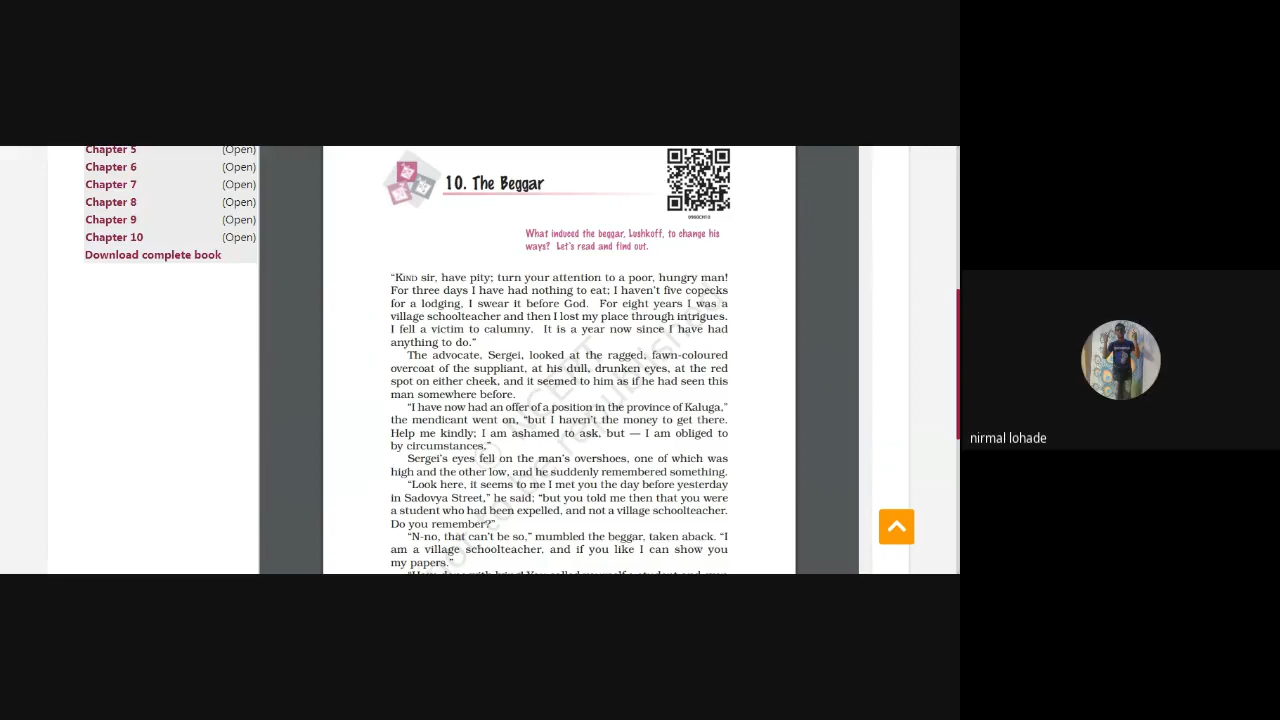 Chapter 5 (Open)
Chapter 6 (Open)
Chapter 7 (Open)
Chapter 8 (Open)
Chapter 9 (Open)
Chapter 10 (Open)
Download complete book
10. The Beggar
What induced the beggar, Lushkoff, to change his
ways? Let's read and find out.
“KIND sir, have pity; turn your attention to a poor, hungry man!
For three days I have had nothing to eat; I haven’t five copecks
for a lodging, I swear it before God. For eight years I was a
village schoolteacher and then I lost my place through intrigues.
I fell a victim to calumny. It is a year now since I have had
anything to do.”
The advocate, Sergei, looked at the ragged, fawn-coloured
overcoat of the suppliant, at his dull, drunken eyes, at the red
spot on either cheek, and it seemed to him as if he had seen this
man somewhere before.
“I have now had an offer of a position in the province of Kaluga,”
the mendicant went on, “but I haven’t the money to get there.
Help me kindly; I am ashamed to ask, but — I am obliged to
by circumstances.”
Sergei’s eyes fell on the man’s overshoes, one of which was
high and the other low, and he suddenly remembered something.
“Look here, it seems to me I met you the day before yesterday
in Sadovya Street,” he said; “but you told me then that you were
a student who had been expelled, and not a village schoolteacher.
Do you remember?”
“N-no, that can’t be so,” mumbled the beggar, taken aback. “I
am a village schoolteacher, and if you like I can show you
my papers.”
nirmal lohade